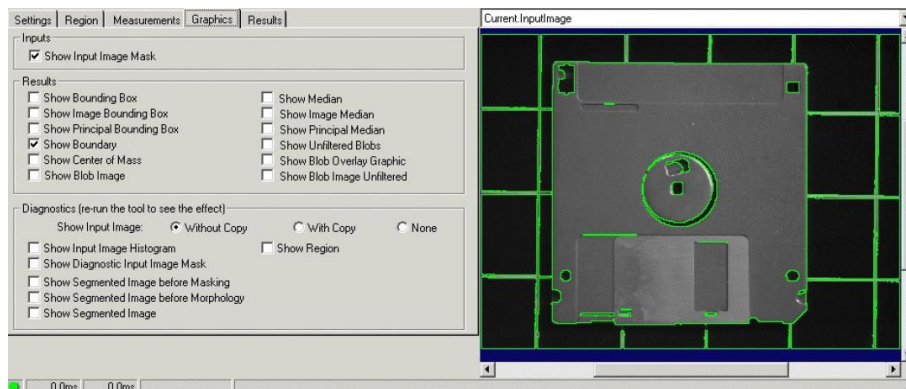 Settings Region Measurements Graphics Results Current.InputImage
Inputs
Show Input Image Mask
Results
Show Bounding Box Show Median
Show Image Bounding Box Show Image Median
Show Principal Bounding Box Show Principal Median
Show Boundary Show Unfiltered Blobs
Show Center of Mass Show Blob Overlay Graphic
Show Blob Image Show Blob Image Unfiltered
Diagnostics (re-run the tool to see the effect)
Show Input Image: Without Copy With Copy None
Show Input Image Histogram Show Region
Show Diagnostic Input Image Mask
Show Segmented Image before Masking
Show Segmented Image before Morphology
Show Segmented Image
0.0ms 0.0ms